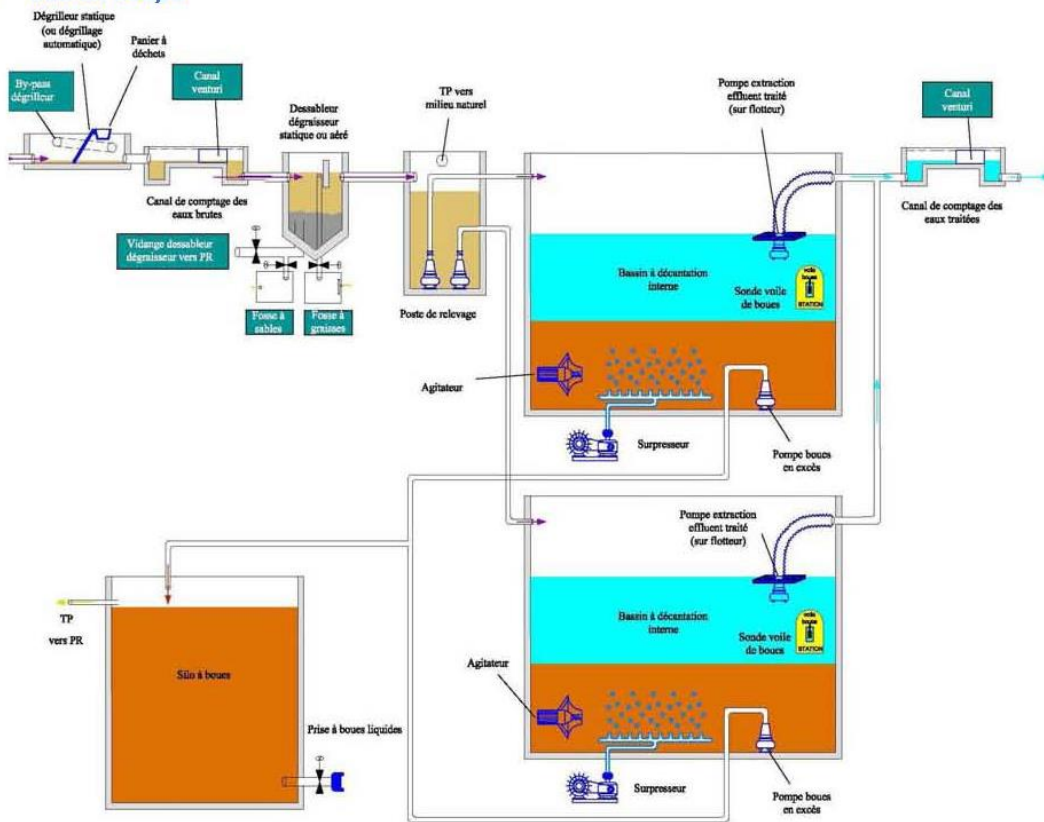 Dégrilleur statique
(ou dégrillage
automatique)
Panier à
déchets
By-pass
dégrilleur
Canal
venturi
Dessableur
dégraisseur
statique ou aéré
TP vers
milieu naturel
Pompe extraction
effluent traité
(sur flotteur)
Canal
venturi
Canal de comptage des
eaux brutes
Canal de comptage des
eaux traitées
Vidange dessableur
dégraisseur vers PR
Fosse à
sables
Fosse à
graisses
Poste de relevage
Bassin à décantation
interne
Sonde voile
de boues
voile
boues
STATION
Agitateur
Surpresseur
Pompe boues
en excès
Pompe extraction
effluent traité
(sur flotteur)
Bassin à décantation
interne
Sonde voile
de boues
voile
boues
STATION
Agitateur
Surpresseur
Pompe boues
en excès
TP
vers PR
Silo à boues
Prise à boues liquides